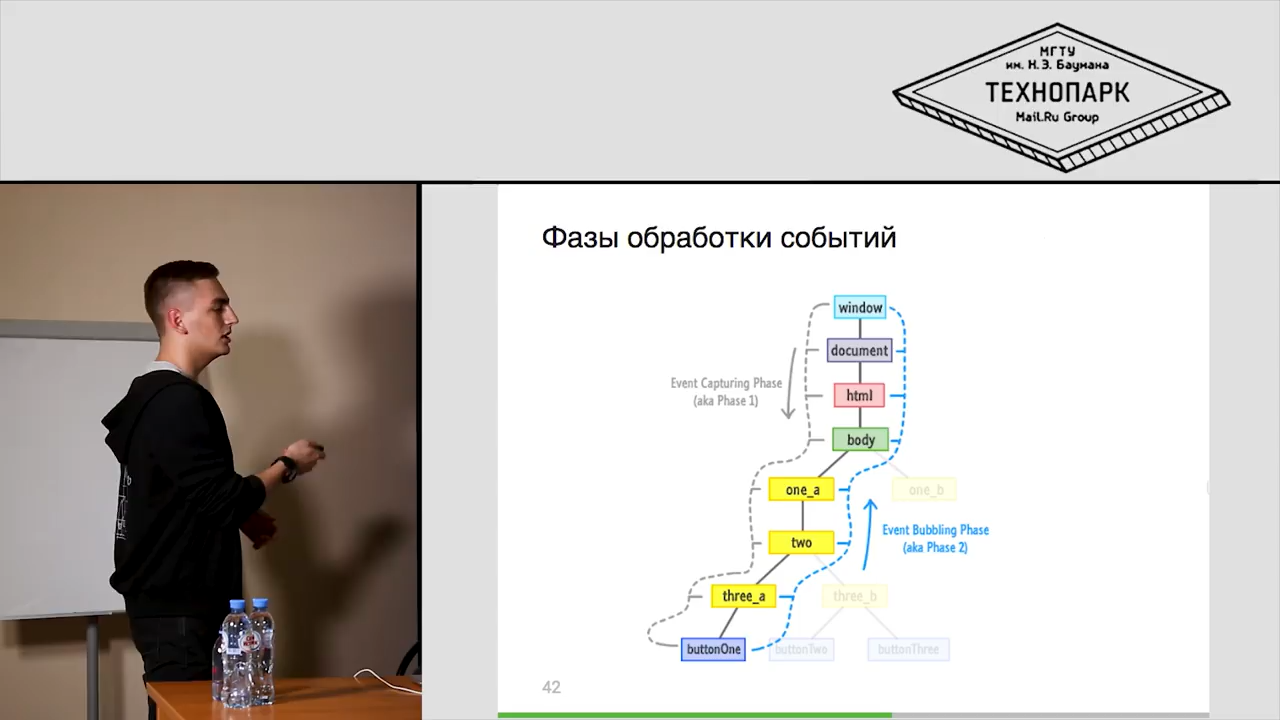 МГТУ
им. Н.Э. Баумана
ТЕХНОПАРК
Mail.Ru Group
Фазы обработки событий
window
document
html
body
Event Capturing Phase
(aka Phase 1)
one_a
one_b
two
Event Bubbling Phase
(aka Phase 2)
three_a
three_b
buttonOne
buttonTwo
buttonThree
42